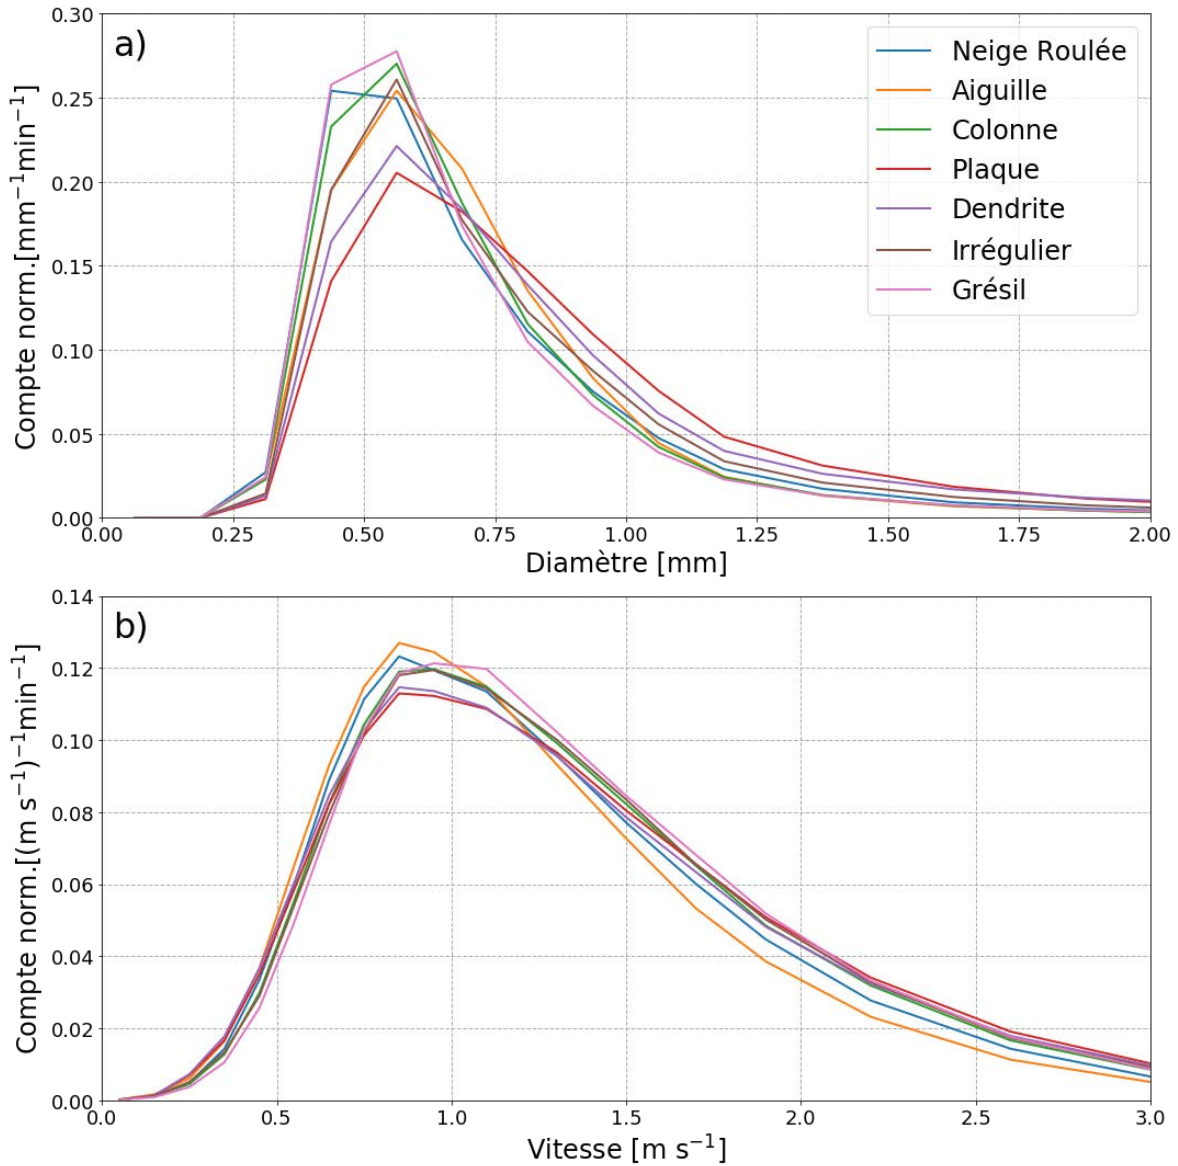 a)
Compte norm.[mm⁻¹min⁻¹]
0.30
0.25
0.20
0.15
0.10
0.05
0.00
Neige Roulée
Aiguille
Colonne
Plaque
Dendrite
Irrégulier
Grésil
0.00 0.25 0.50 0.75 1.00 1.25 1.50 1.75 2.00
Diamètre [mm]
b)
Compte norm.[(m s⁻¹)⁻¹min⁻¹]
0.14
0.12
0.10
0.08
0.06
0.04
0.02
0.00
0.0 0.5 1.0 1.5 2.0 2.5 3.0
Vitesse [m s⁻¹]